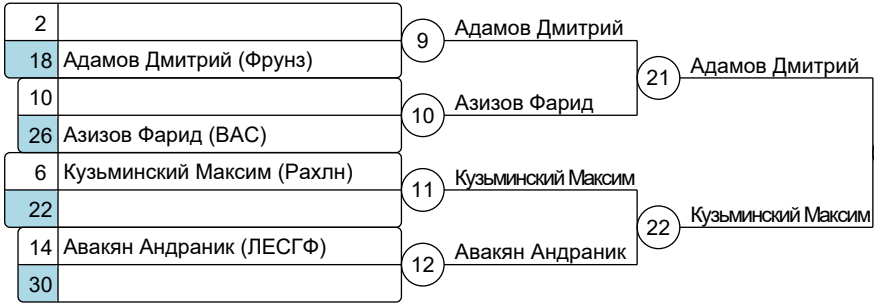 2
18 Адамов Дмитрий (Фрунз)
9
Адамов Дмитрий
10
26 Азизов Фарид (ВАС)
10
Азизов Фарид
21
Адамов Дмитрий
6 Кузьминский Максим (Рахлн)
22
11
Кузьминский Максим
14 Авакян Андраник (ЛЕСГФ)
30
12
Авакян Андраник
22
Кузьминский Максим